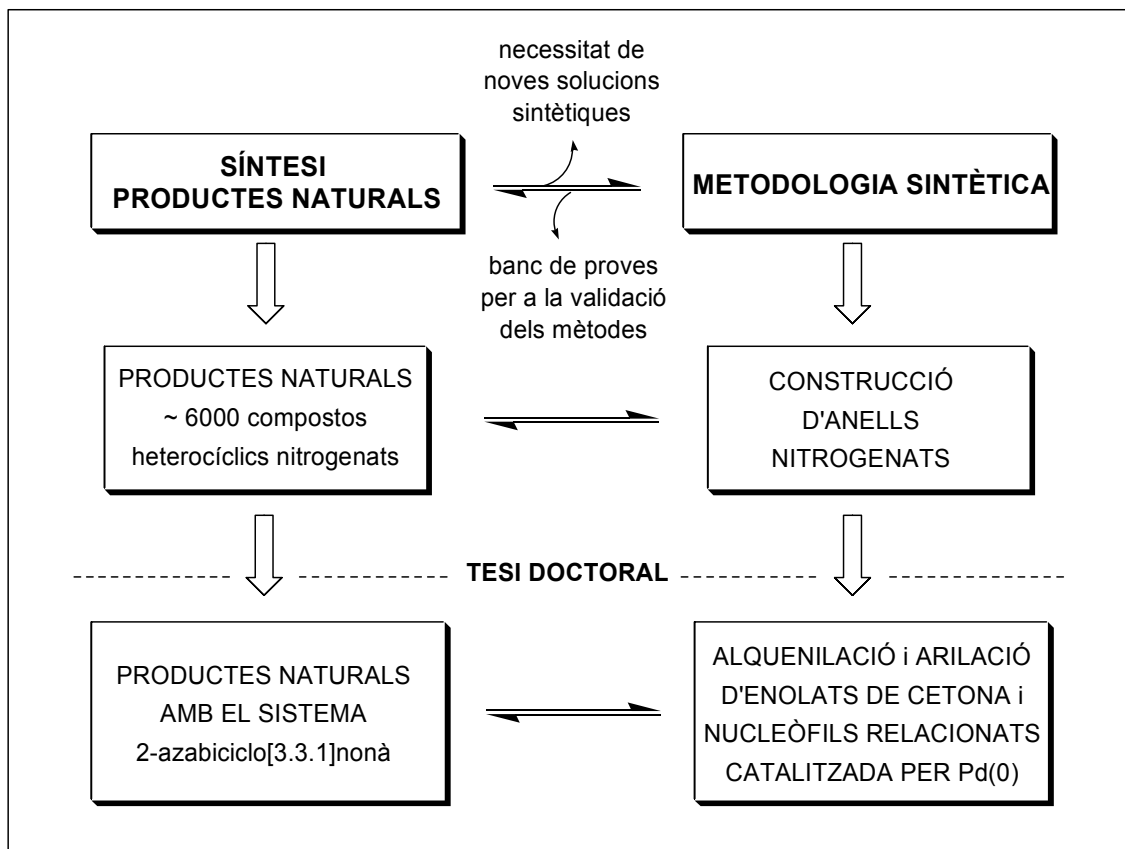 necessitat de
noves solucions
sintètiques
SÍNTESI
PRODUCTES NATURALS
METODOLOGIA SINTÈTICA
banc de proves
per a la validació
dels mètodes
PRODUCTES NATURALS
~ 6000 compostos
heterocíclics nitrogenats
CONSTRUCCIÓ
D'ANELLS
NITROGENATS
TESI DOCTORAL
PRODUCTES NATURALS
AMB EL SISTEMA
2-azabiciclo[3.3.1]nonà
ALQUENILACIÓ i ARILACIÓ
D'ENOLATS DE CETONA i
NUCLEÒFILS RELACIONATS
CATALITZADA PER Pd(0)